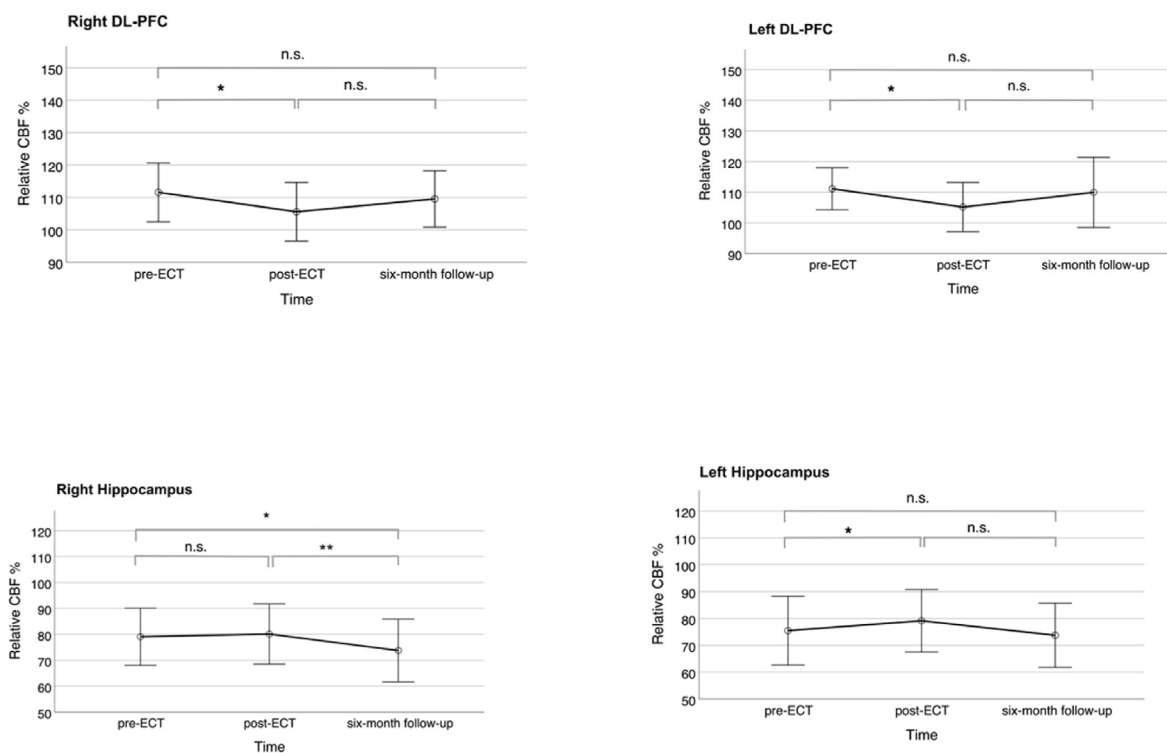 Right DL-PFC
n.s.
*
n.s.
Relative CBF %
150
140
130
120
110
100
90
pre-ECT
post-ECT
six-month follow-up
Time
Left DL-PFC
n.s.
*
n.s.
Relative CBF %
150
140
130
120
110
100
90
pre-ECT
post-ECT
six-month follow-up
Time
Right Hippocampus
*
n.s.
**
Relative CBF %
120
110
100
90
80
70
60
50
pre-ECT
post-ECT
six-month follow-up
Time
Left Hippocampus
n.s.
*
n.s.
Relative CBF %
120
110
100
90
80
70
60
50
pre-ECT
post-ECT
six-month follow-up
Time